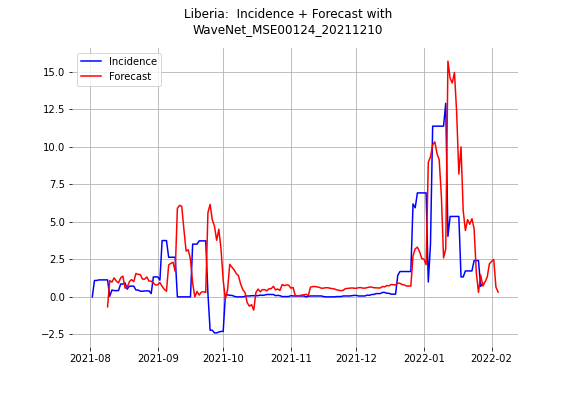 Liberia:  Incidence + Forecast with
WaveNet_MSE00124_20211210
Incidence
Forecast
15.0
12.5
10.0
7.5
5.0
2.5
0.0
−2.5
2021-08 2021-09 2021-10 2021-11 2021-12 2022-01 2022-02